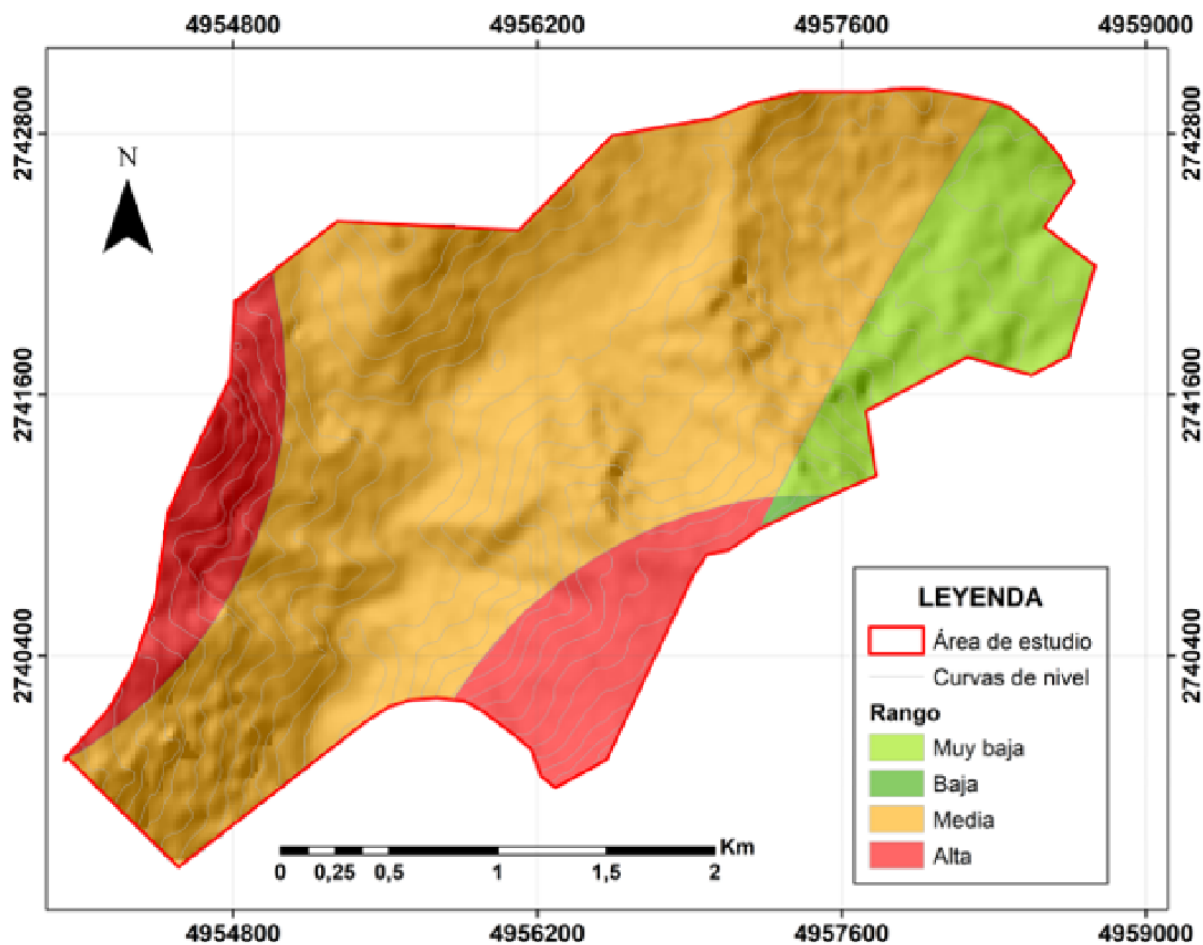 4954800 4956200 4957600 4959000
2742800 2742800
N
2741600 2741600
2740400 2740400
LEYENDA
Área de estudio
Curvas de nivel
Rango
Muy baja
Baja
Media
Alta
Km
0 0,25 0,5 1 1,5 2
4954800 4956200 4957600 4959000